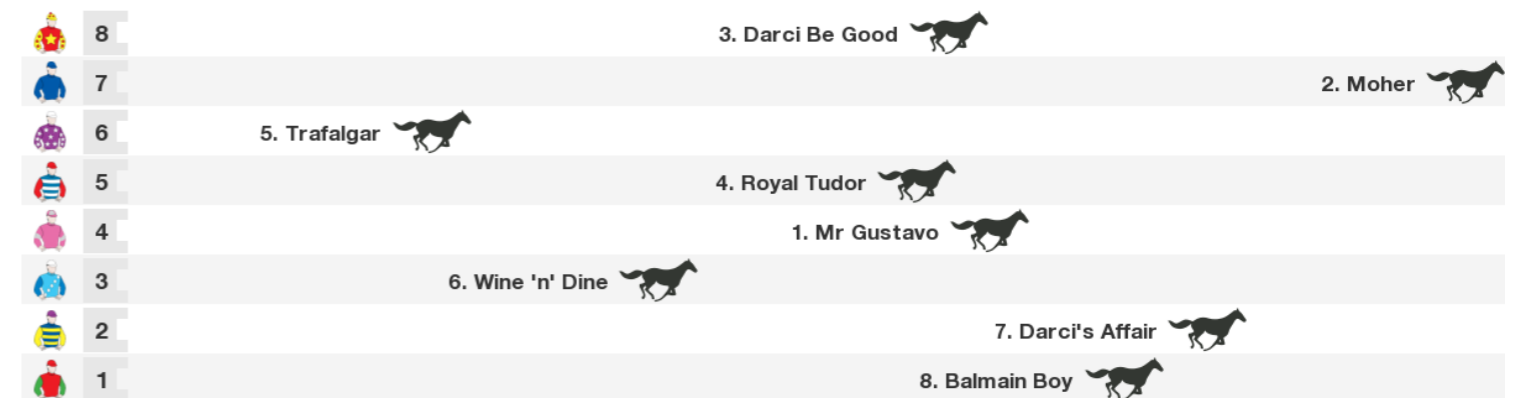 8 3. Darci Be Good
7 2. Moher
6 5. Trafalgar
5 4. Royal Tudor
4 1. Mr Gustavo
3 6. Wine 'n' Dine
2 7. Darci's Affair
1 8. Balmain Boy